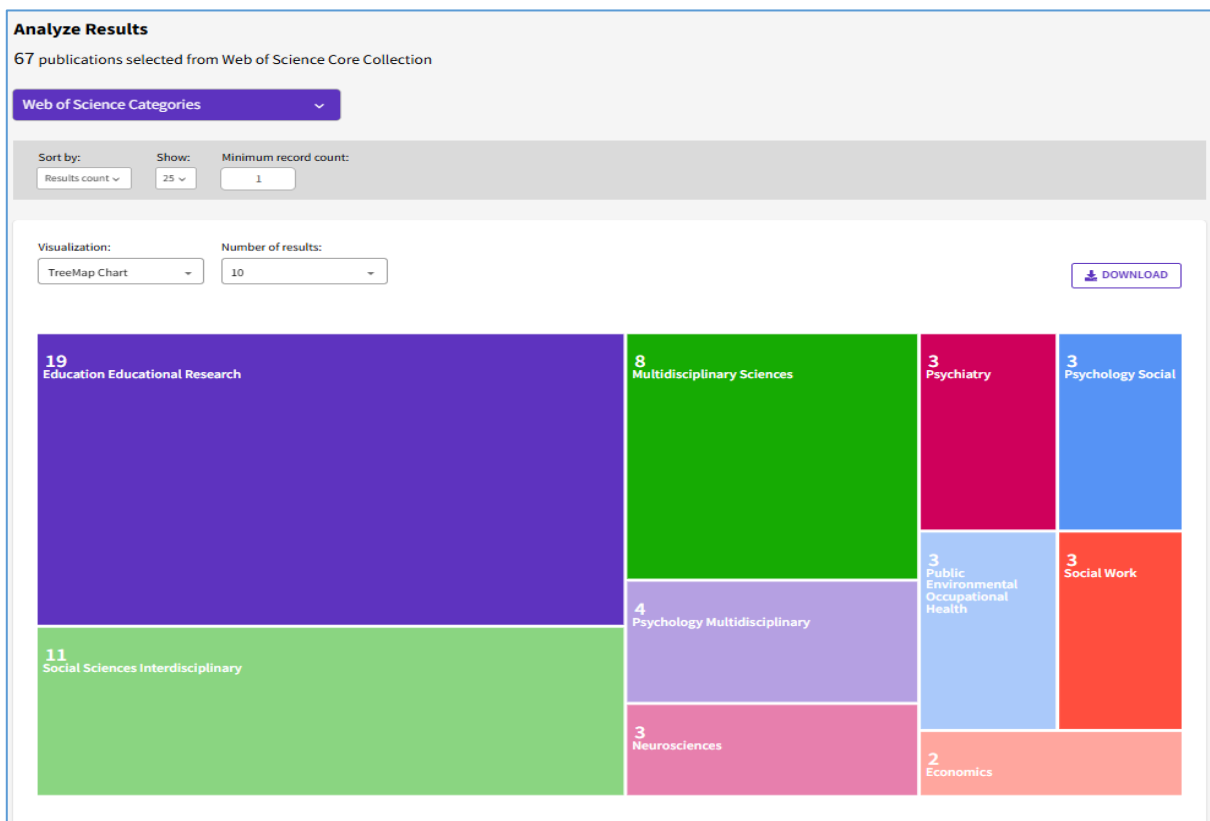 Analyze Results
67 publications selected from Web of Science Core Collection
Web of Science Categories
Sort by:
Show:
Minimum record count:
Results count
25
1
Visualization:
Number of results:
TreeMap Chart
10
DOWNLOAD
19
Education Educational Research
8
Multidisciplinary Sciences
3
Psychiatry
3
Psychology Social
3
Public
Environmental
Occupational
Health
3
Social Work
4
Psychology Multidisciplinary
11
Social Sciences Interdisciplinary
3
Neurosciences
2
Economics